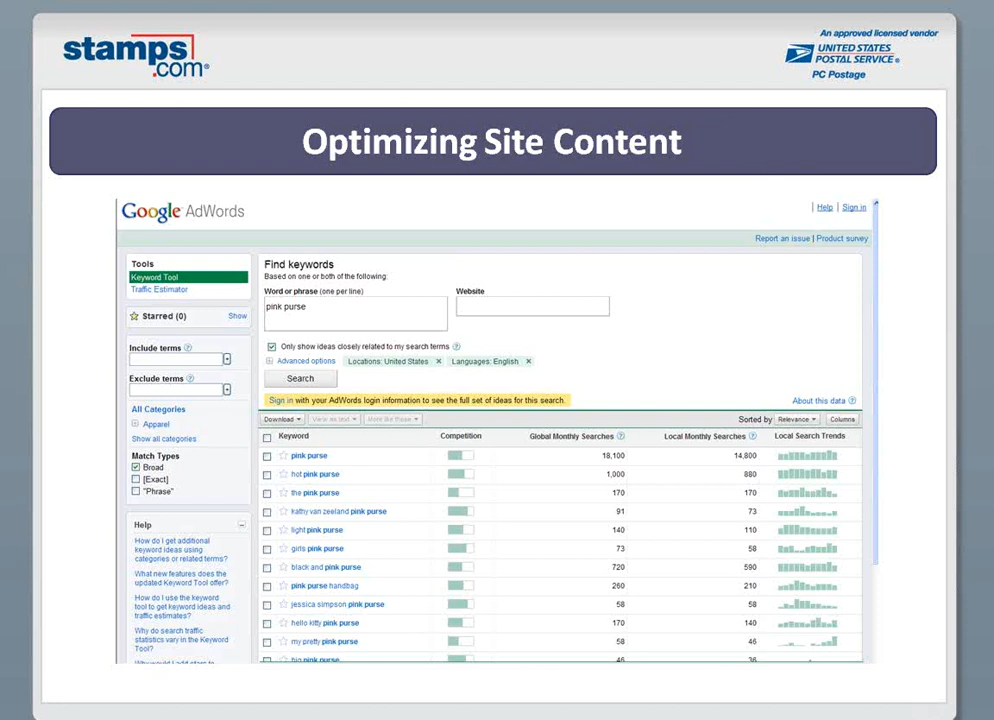 stamps
.com®
An approved licensed vendor
UNITED STATES
POSTAL SERVICE®
PC Postage
Optimizing Site Content
Google AdWords
Help | Sign in
Report an issue | Product survey
Tools
Keyword Tool
Traffic Estimator
Starred (0) Show
Include terms
Exclude terms
All Categories
Apparel
Show all categories
Match Types
Broad
[Exact]
"Phrase"
Help
How do I get additional
keyword ideas using
categories or related terms?
What new features does the
updated Keyword Tool offer?
How do I use the keyword
tool to get keyword ideas and
traffic estimates?
Why do search traffic
statistics vary in the Keyword
Tool?
Find keywords
Based on one or both of the following:
Word or phrase (one per line) Website
pink purse
Only show ideas closely related to my search terms
Advanced options Locations: United States × Languages: English ×
Search
Sign in with your AdWords login information to see the full set of ideas for this search.
About this data
Download View as text More like these Sorted by Relevance Columns
Keyword Competition Global Monthly Searches Local Monthly Searches Local Search Trends
pink purse 18,100 14,800
hot pink purse 1,000 880
the pink purse 170 170
kathy van zeeland pink purse 91 73
light pink purse 140 110
girls pink purse 73 58
black and pink purse 720 590
pink purse handbag 260 210
jessica simpson pink purse 58 58
hello kitty pink purse 170 140
my pretty pink purse 58 46
big pink purse 46 36